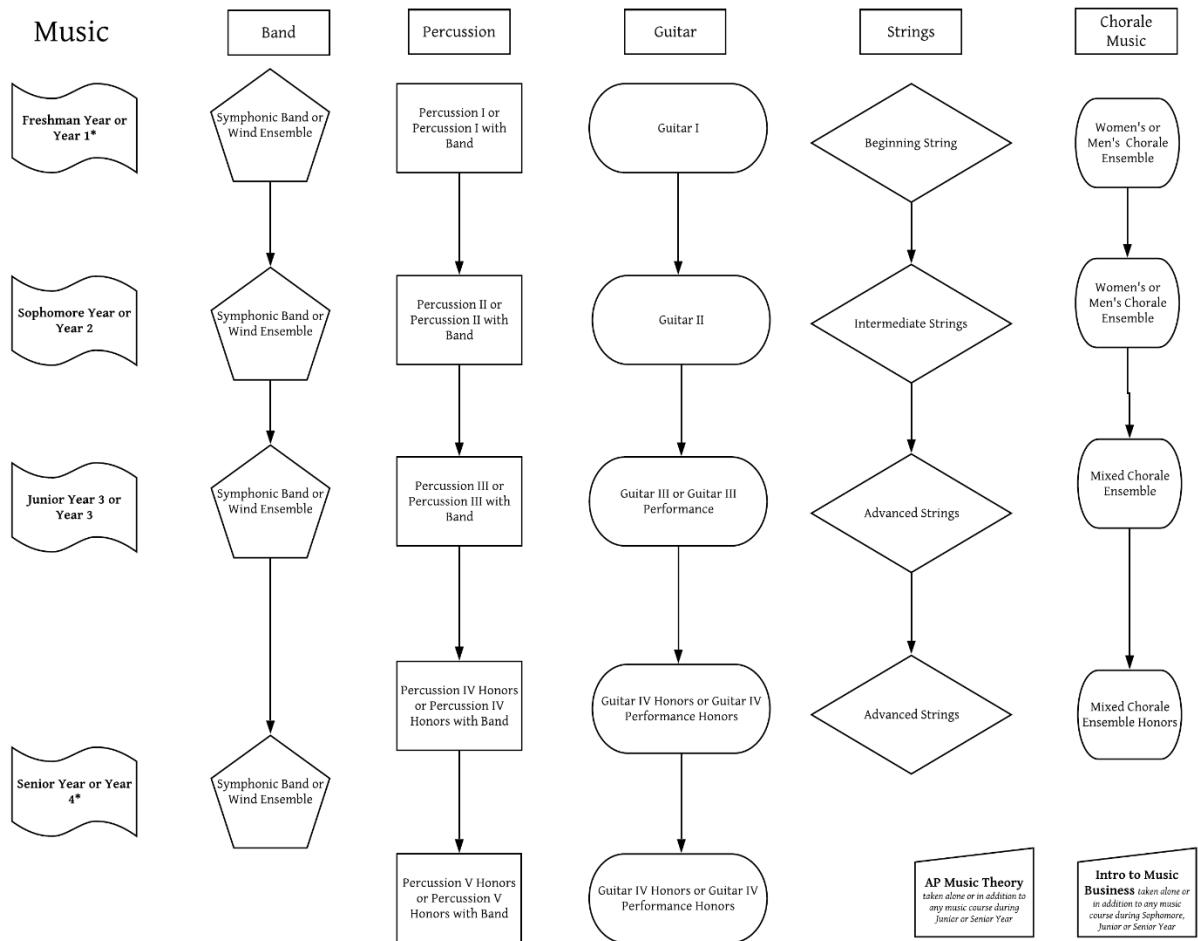 Music
Band
Percussion
Guitar
Strings
Chorale
Music
Freshman Year or
Year 1*
Symphonic Band or
Wind Ensemble
Percussion I or
Percussion I with
Band
Guitar I
Beginning String
Women's or
Men's Chorale
Ensemble
Sophomore Year or
Year 2
Symphonic Band or
Wind Ensemble
Percussion II or
Percussion II with
Band
Guitar II
Intermediate Strings
Women's or
Men's Chorale
Ensemble
Junior Year 3 or
Year 3
Symphonic Band or
Wind Ensemble
Percussion III or
Percussion III with
Band
Guitar III or Guitar III
Performance
Advanced Strings
Mixed Chorale
Ensemble
Percussion IV Honors
or Percussion IV
Honors with Band
Guitar IV Honors or Guitar IV
Performance Honors
Advanced Strings
Mixed Chorale
Ensemble Honors
Senior Year or Year
4*
Symphonic Band or
Wind Ensemble
Percussion V Honors
or Percussion V
Honors with Band
Guitar IV Honors or Guitar IV
Performance Honors
AP Music Theory
taken alone or in addition to
any music course during
Junior or Senior Year
Intro to Music
Business taken alone or
in addition to any music
course during Sophomore,
Junior or Senior Year